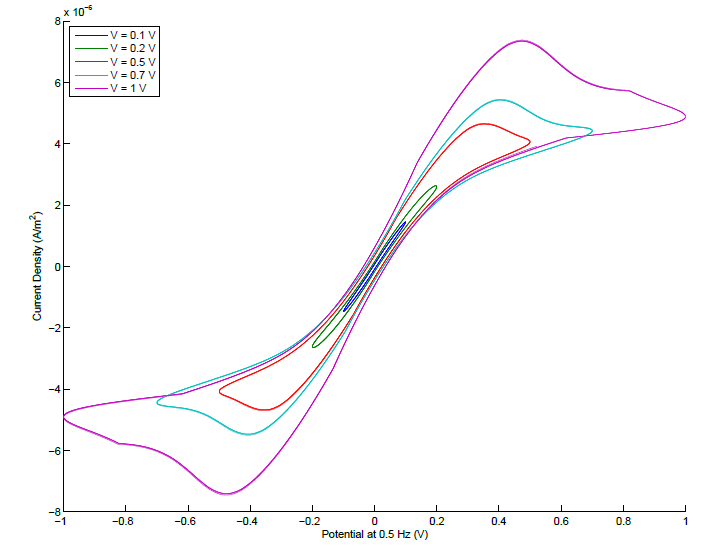 x 10⁻⁶
8
6
4
2
0
−2
−4
−6
−8
V = 0.1 V
V = 0.2 V
V = 0.5 V
V = 0.7 V
V = 1 V
Current Density (A/m²)
−1 −0.8 −0.6 −0.4 −0.2 0 0.2 0.4 0.6 0.8 1
Potential at 0.5 Hz (V)